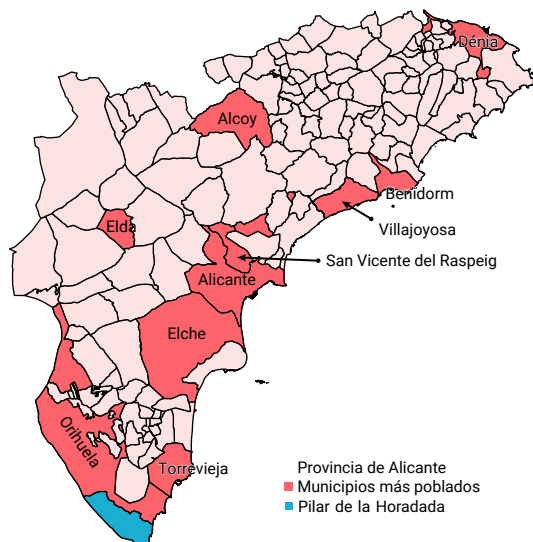 Dénia
Alcoy
Benidorm
Elda
Villajoyosa
San Vicente del Raspeig
Alicante
Elche
Orihuela
Torrevieja
Provincia de Alicante
Municipios más poblados
Pilar de la Horadada